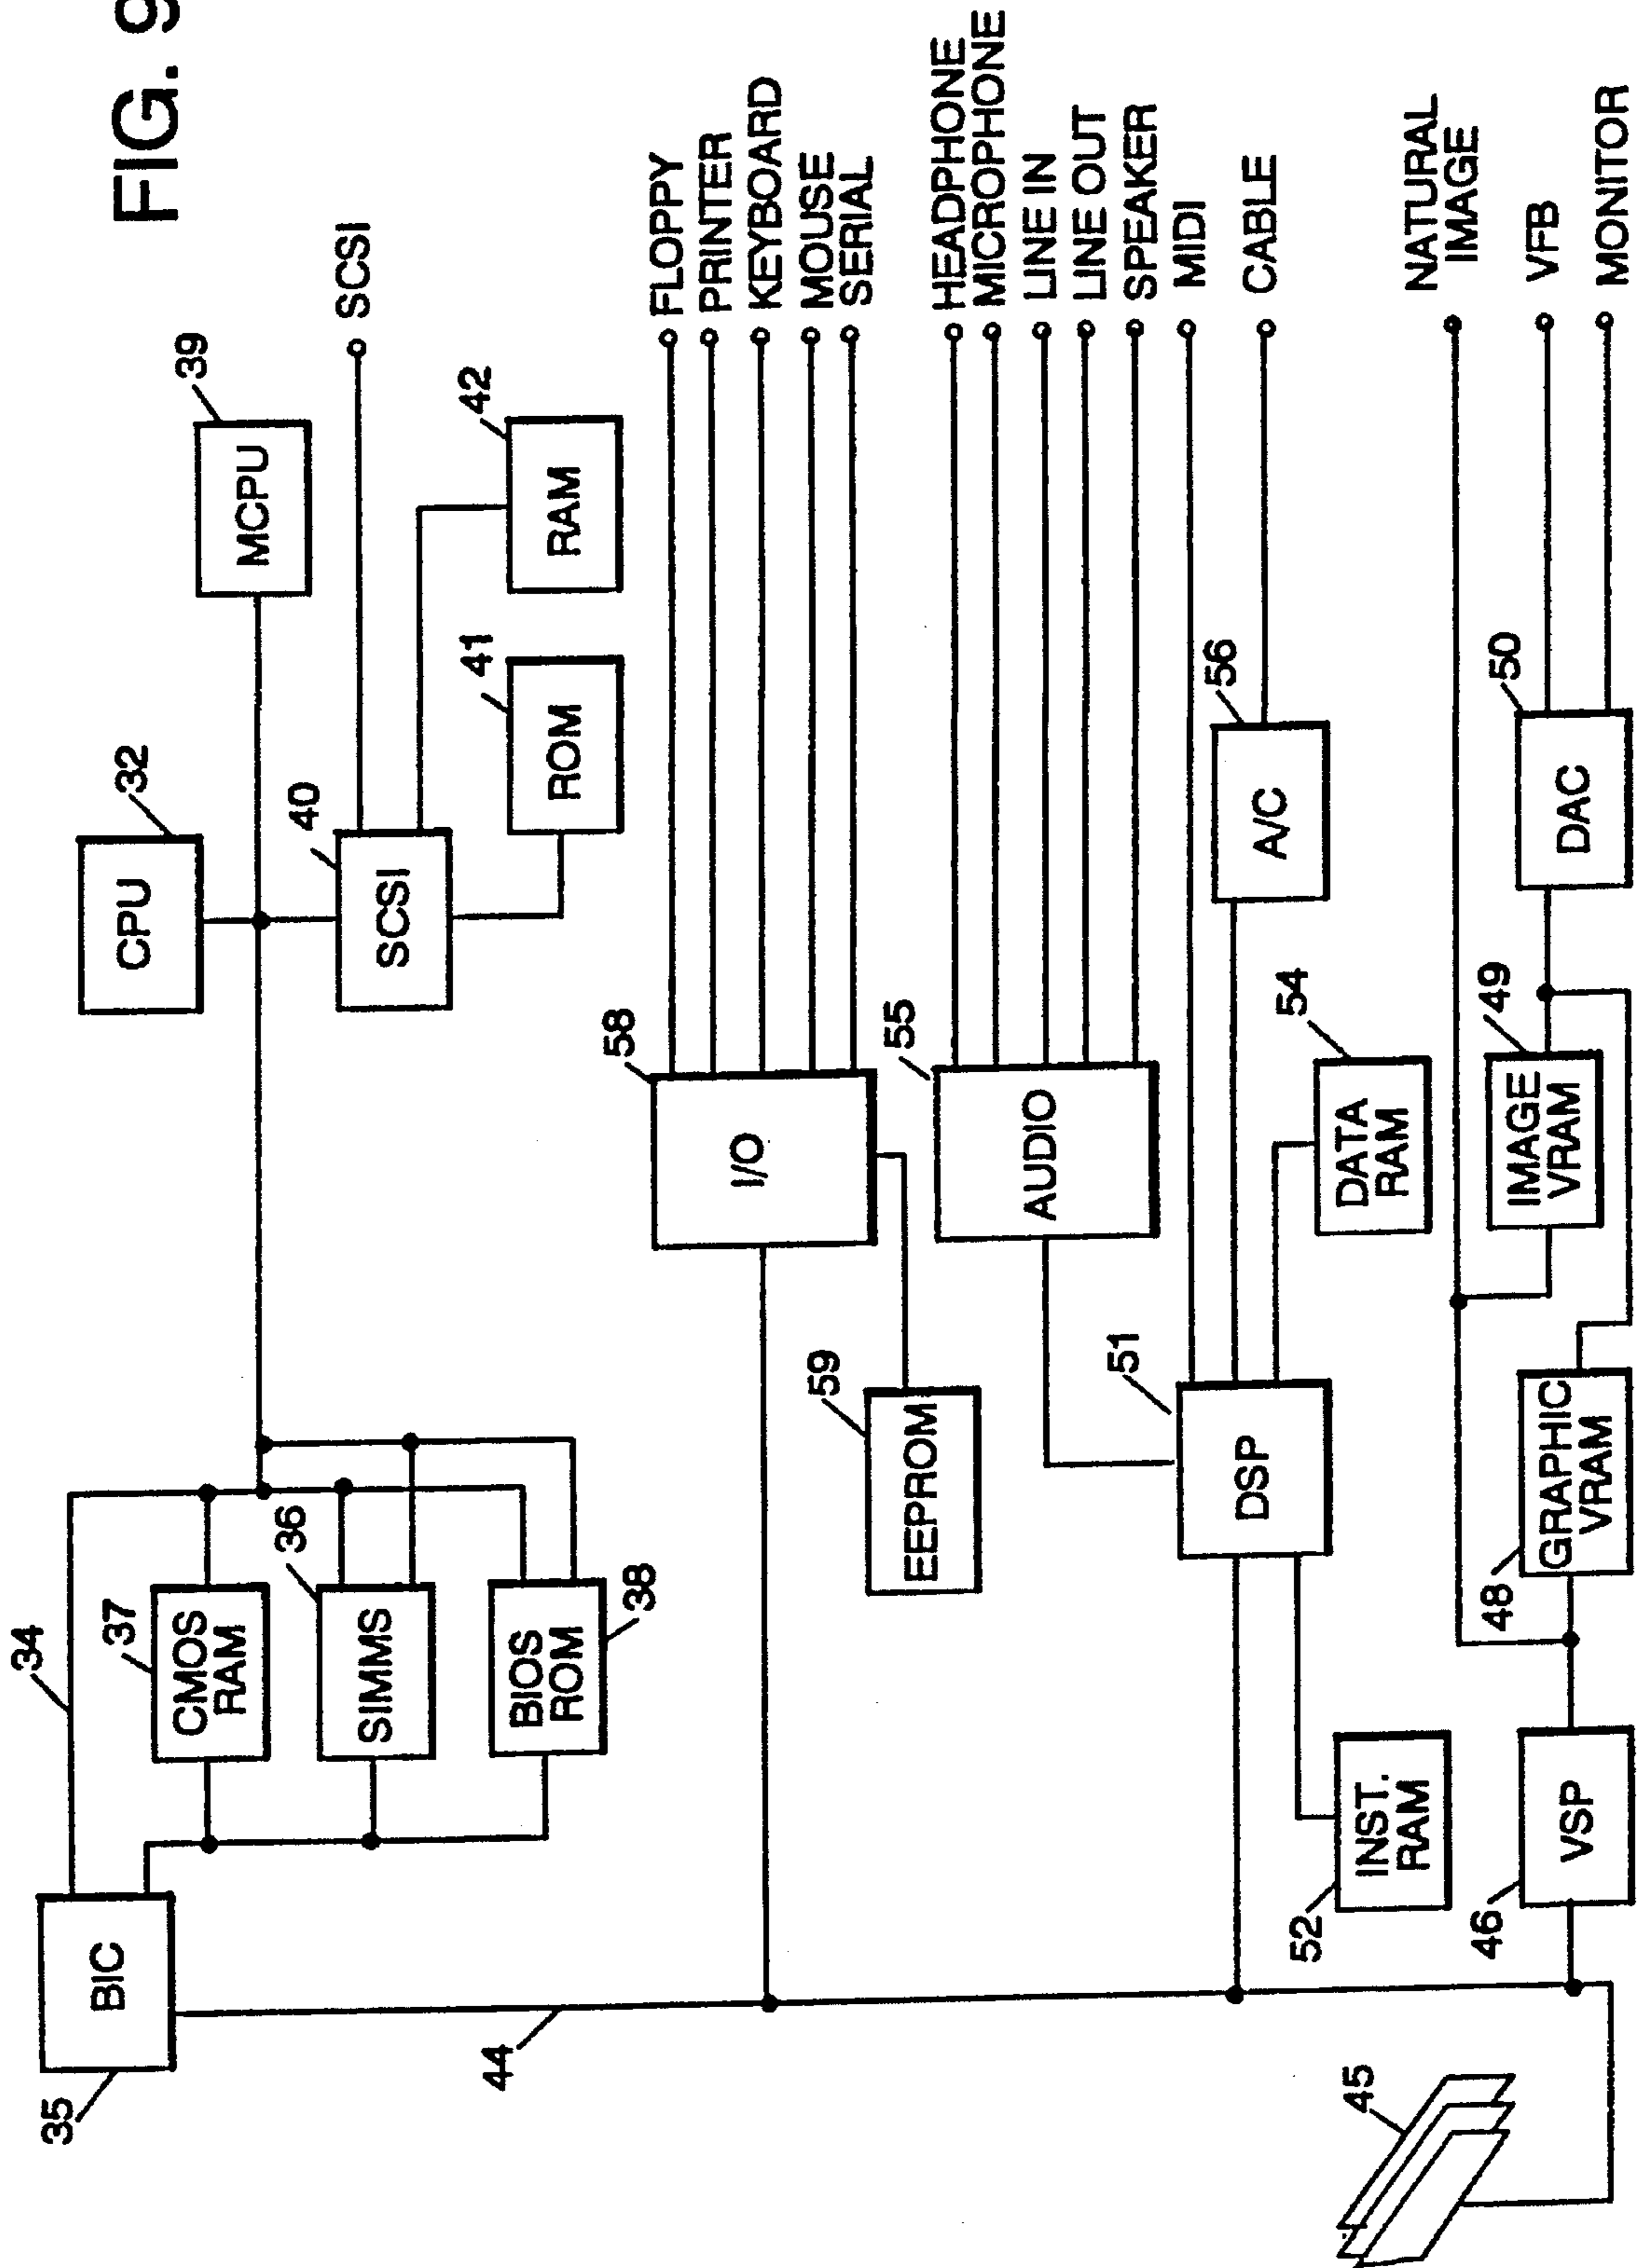 FIG. 9
35
BIC
34
37
CMOS
RAM
36
SIMMS
BIOS
ROM
38
32
CPU
39
MCPU
40
SCSI
SCSI
41
ROM
42
RAM
44
58
I/O
FLOPPY
PRINTER
KEYBOARD
MOUSE
SERIAL
59
EEPROM
55
AUDIO
HEADPHONE
MICROPHONE
LINE IN
LINE OUT
SPEAKER
MIDI
51
DSP
56
A/C
CABLE
52
INST.
RAM
54
DATA
RAM
45
46
VSP
48
GRAPHIC
VRAM
49
IMAGE
VRAM
50
DAC
NATURAL
IMAGE
VFB
MONITOR